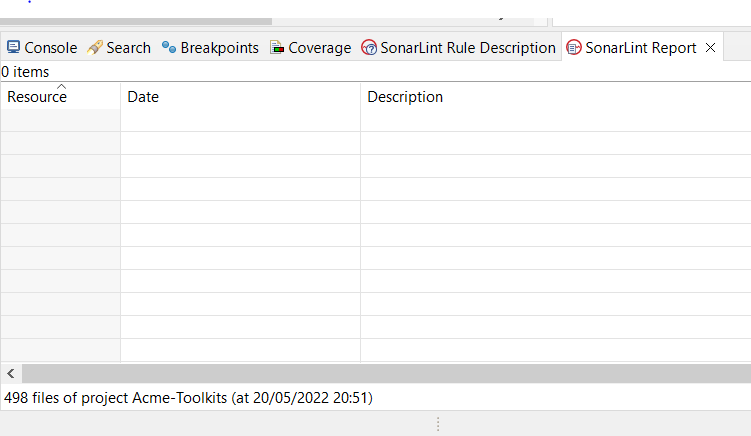 Console Search Breakpoints Coverage SonarLint Rule Description SonarLint Report
0 items
Resource Date Description
498 files of project Acme-Toolkits (at 20/05/2022 20:51)